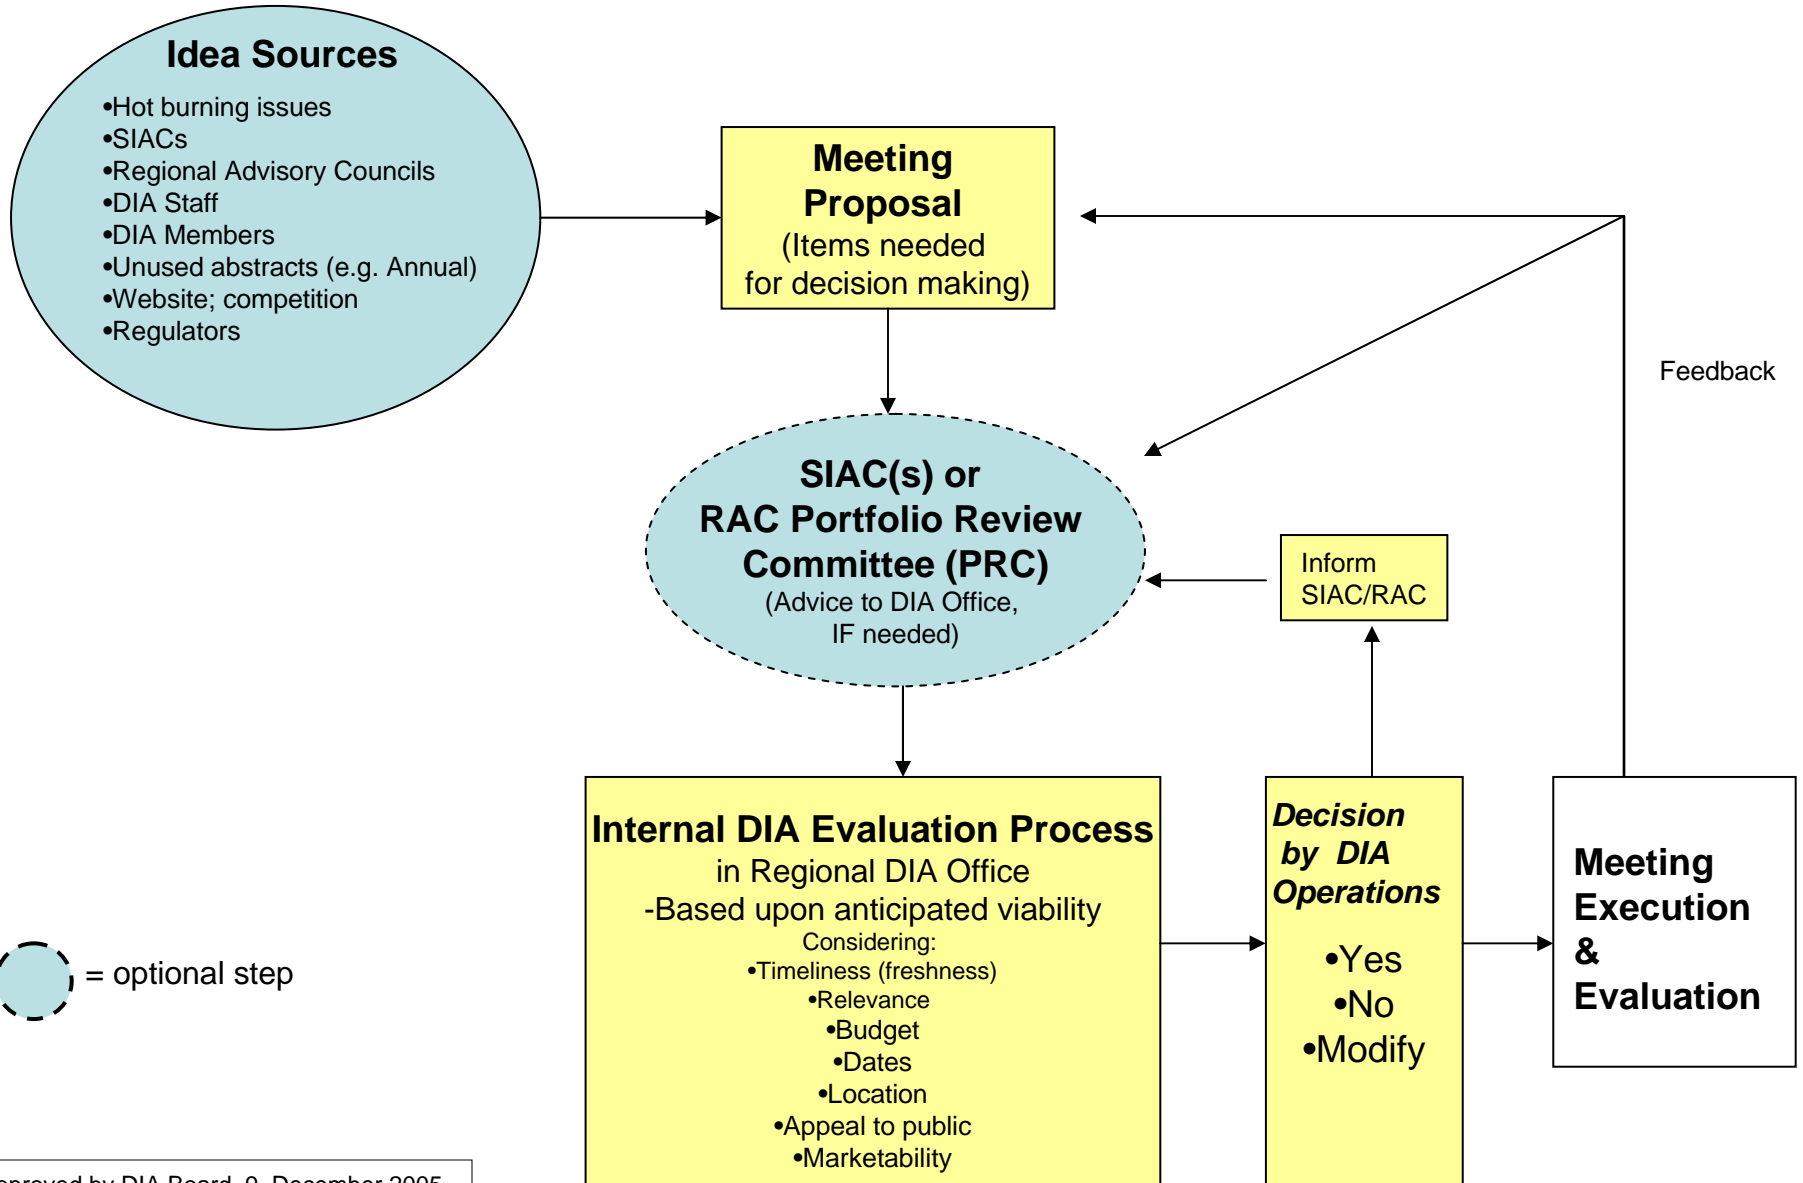 Idea Sources
•Hot burning issues
•SIACs
•Regional Advisory Councils
•DIA Staff
•DIA Members
•Unused abstracts (e.g. Annual)
•Website; competition
•Regulators
Meeting
Proposal
(Items needed
for decision making)
Feedback
SIAC(s) or
RAC Portfolio Review
Committee (PRC)
(Advice to DIA Office,
IF needed)
Inform
SIAC/RAC
Internal DIA Evaluation Process
in Regional DIA Office
-Based upon anticipated viability
Considering:
•Timeliness (freshness)
•Relevance
•Budget
•Dates
•Location
•Appeal to public
•Marketability
Decision
by DIA
Operations
•Yes
•No
•Modify
Meeting
Execution
&
Evaluation
= optional step
by DIA Board, 9. December 2005